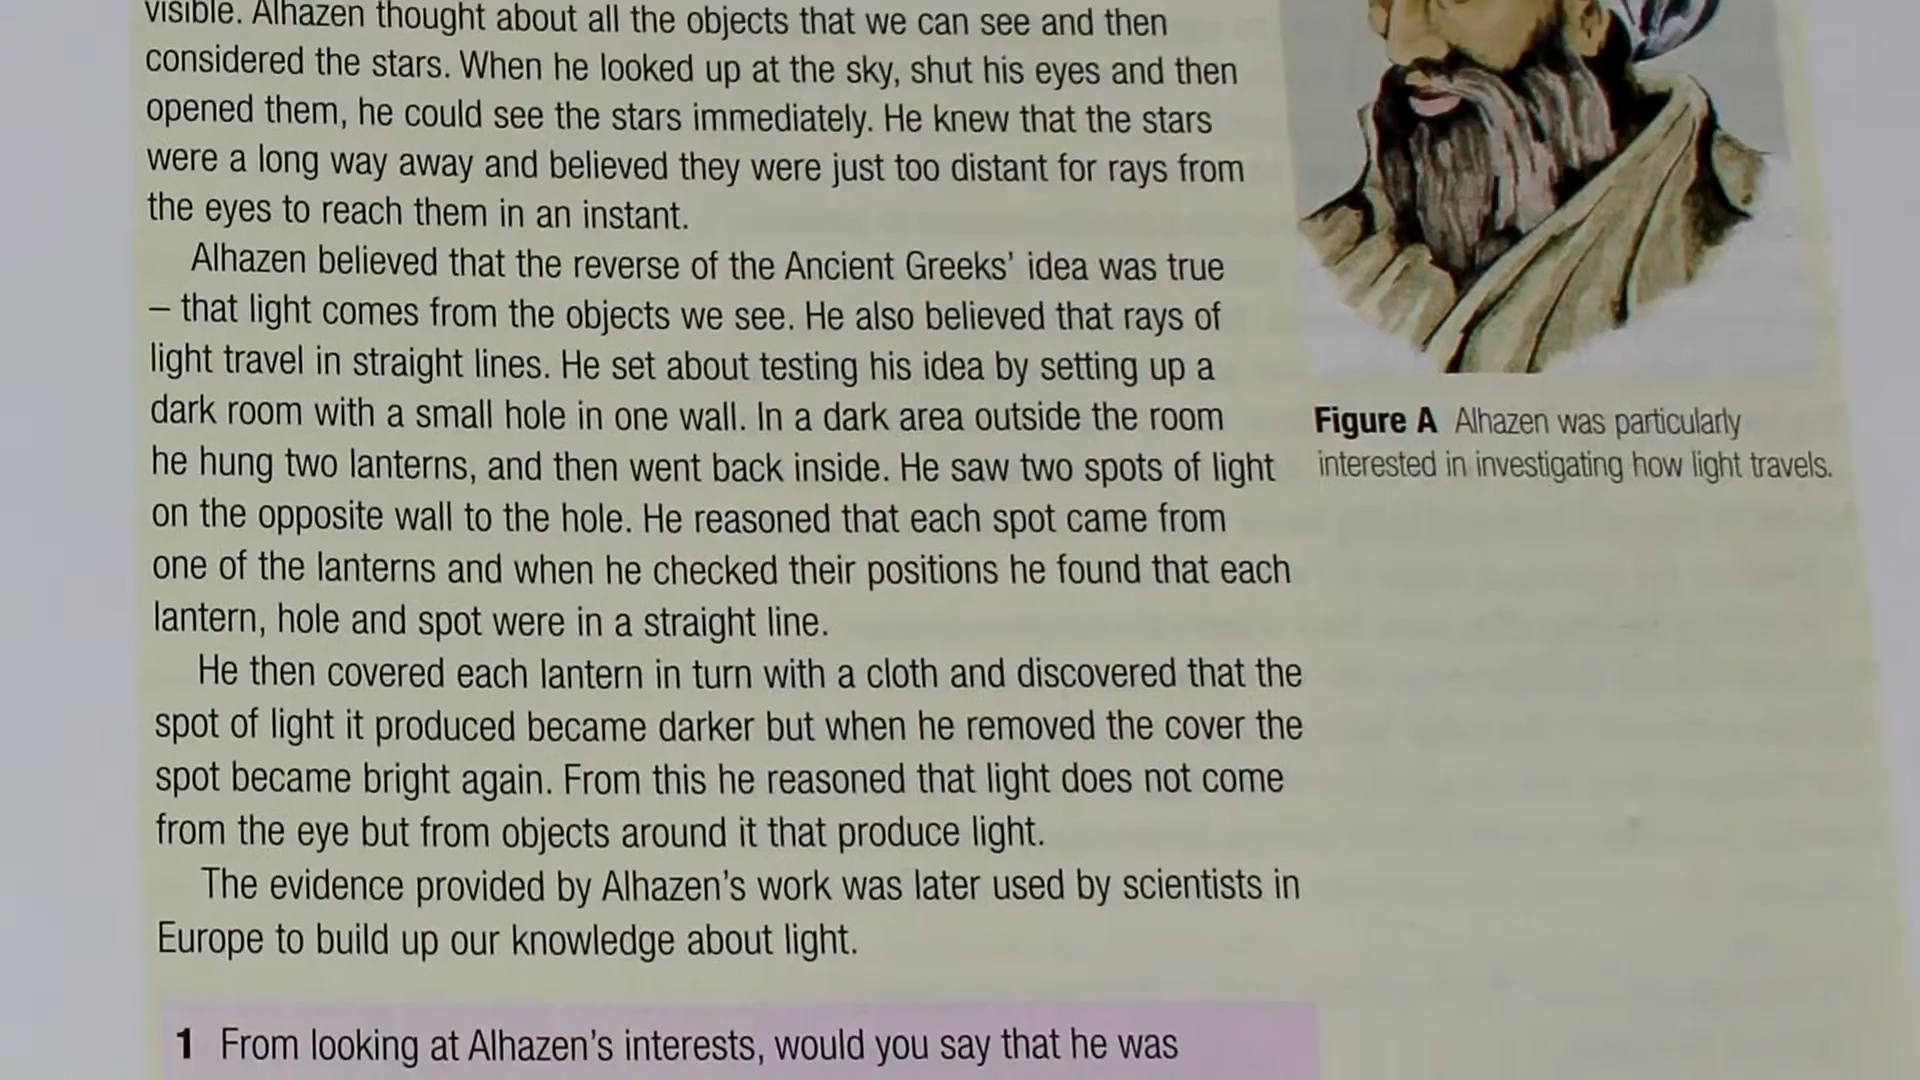 visible. Alhazen thought about all the objects that we can see and then
considered the stars. When he looked up at the sky, shut his eyes and then
opened them, he could see the stars immediately. He knew that the stars
were a long way away and believed they were just too distant for rays from
the eyes to reach them in an instant.
Alhazen believed that the reverse of the Ancient Greeks’ idea was true
– that light comes from the objects we see. He also believed that rays of
light travel in straight lines. He set about testing his idea by setting up a
dark room with a small hole in one wall. In a dark area outside the room
he hung two lanterns, and then went back inside. He saw two spots of light
on the opposite wall to the hole. He reasoned that each spot came from
one of the lanterns and when he checked their positions he found that each
lantern, hole and spot were in a straight line.
He then covered each lantern in turn with a cloth and discovered that the
spot of light it produced became darker but when he removed the cover the
spot became bright again. From this he reasoned that light does not come
from the eye but from objects around it that produce light.
The evidence provided by Alhazen’s work was later used by scientists in
Europe to build up our knowledge about light.
Figure A Alhazen was particularly
interested in investigating how light travels.
1 From looking at Alhazen’s interests, would you say that he was